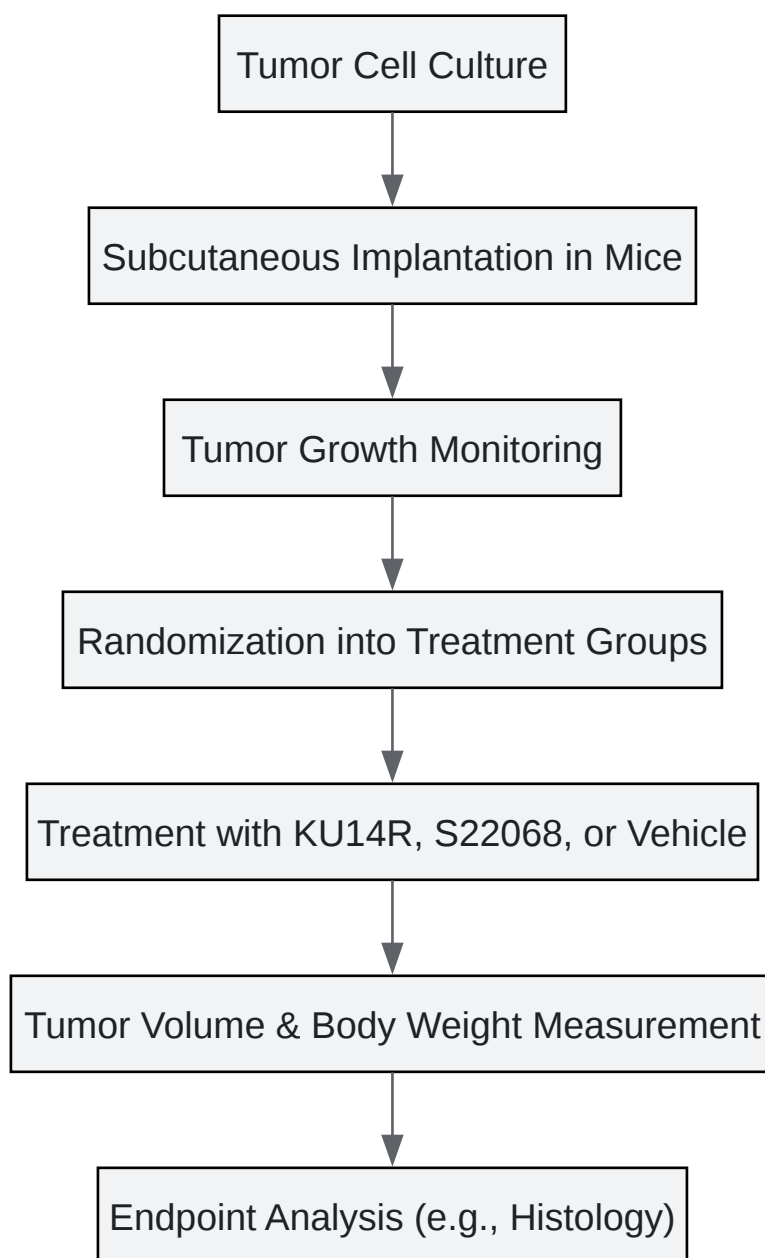 Tumor Cell Culture
Subcutaneous Implantation in Mice
Tumor Growth Monitoring
Randomization into Treatment Groups
Treatment with KU14R, S22068, or Vehicle
Tumor Volume & Body Weight Measurement
Endpoint Analysis (e.g., Histology)